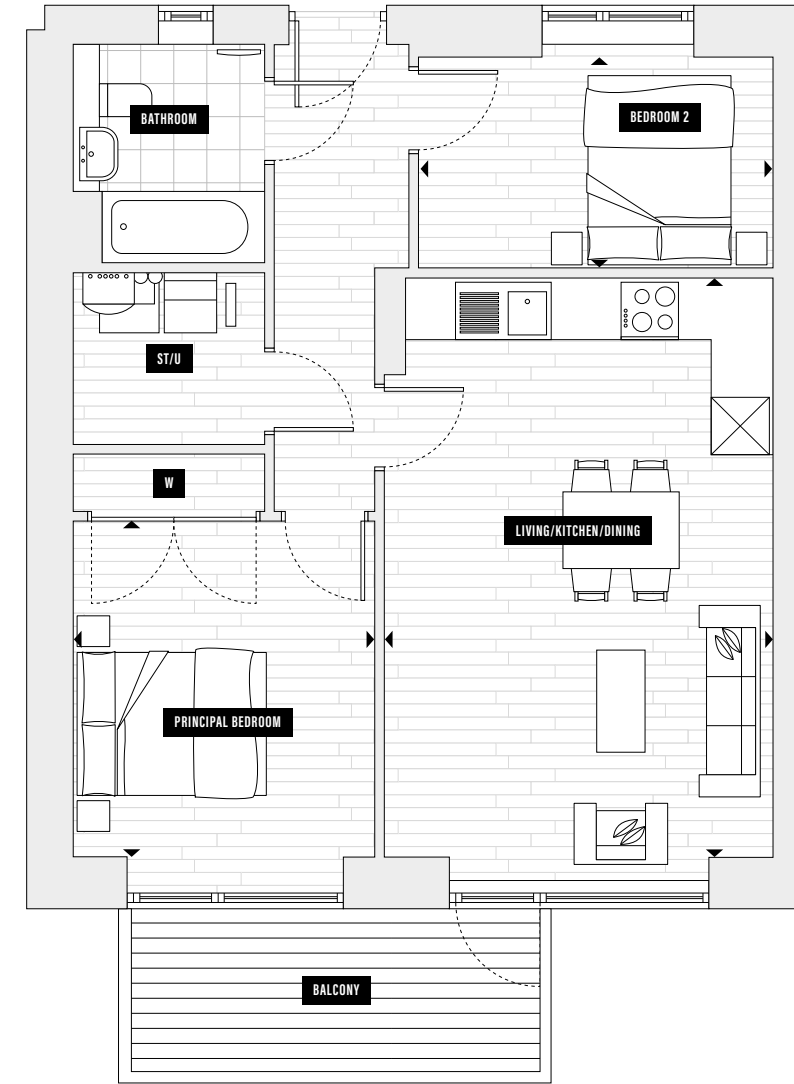 BATHROOM
BEDROOM 2
ST/U
W
LIVING/KITCHEN/DINING
PRINCIPAL BEDROOM
BALCONY